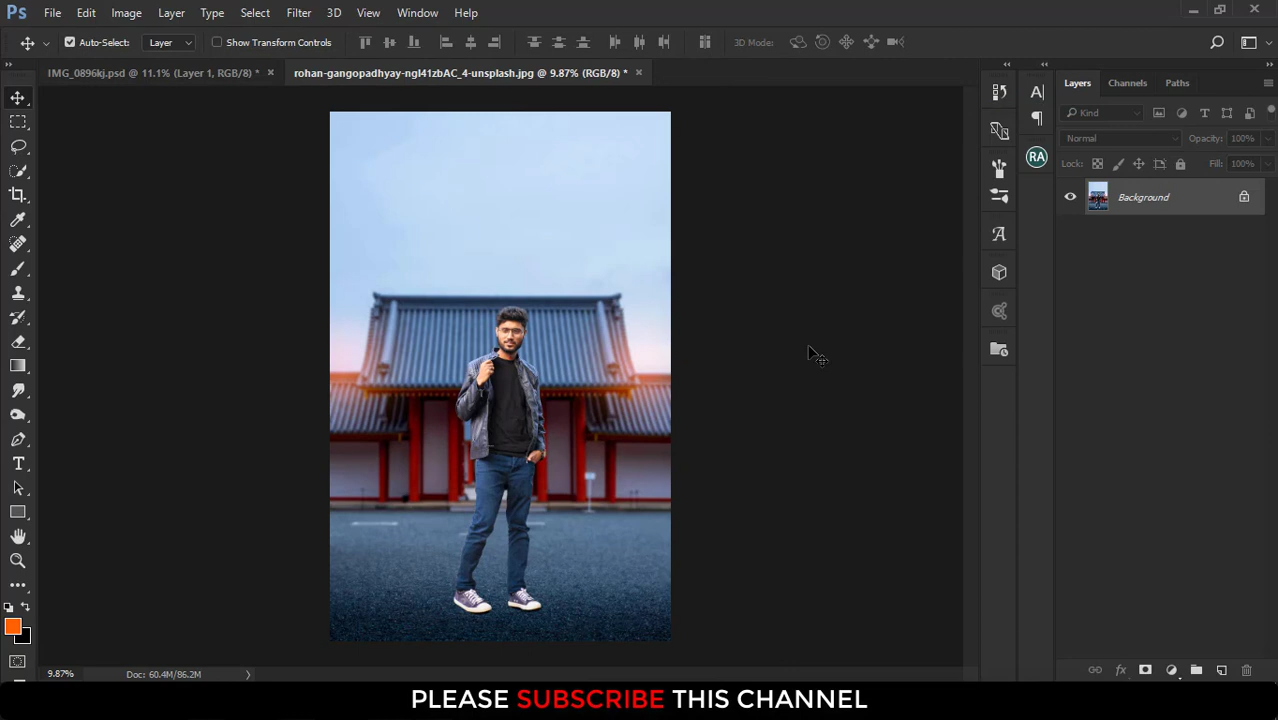 Ps File Edit Image Layer Type Select Filter 3D View Window Help
Auto-Select: Layer Show Transform Controls 3D Mode:
IMG_0896kj.psd @ 11.1% (Layer 1, RGB/8) * × rohan-gangopadhyay-ngI41zbAC_4-unsplash.jpg @ 9.87% (RGB/8) * ×
Layers Channels Paths
Kind
Normal Opacity: 100%
Lock: Fill: 100%
RA
Background
9.87% Doc: 60.4M/86.2M
PLEASE SUBSCRIBE THIS CHANNEL